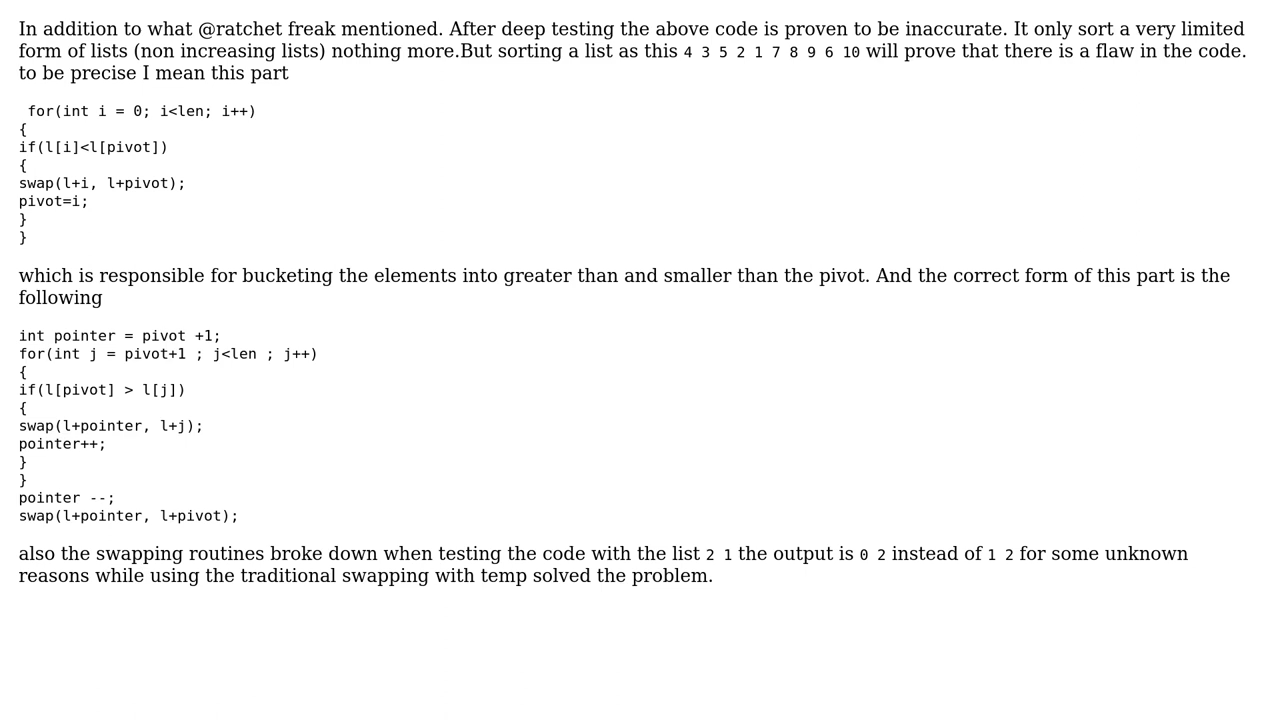 In addition to what @ratchet freak mentioned. After deep testing the above code is proven to be inaccurate. It only sort a very limited
form of lists (non increasing lists) nothing more.But sorting a list as this 4 3 5 2 1 7 8 9 6 10 will prove that there is a flaw in the code.
to be precise I mean this part
for(int i = 0; i<len; i++)
{
if(l[i]<l[pivot])
{
swap(l+i, l+pivot);
pivot=i;
}
}
which is responsible for bucketing the elements into greater than and smaller than the pivot. And the correct form of this part is the
following
int pointer = pivot +1;
for(int j = pivot+1 ; j<len ; j++)
{
if(l[pivot] > l[j])
{
swap(l+pointer, l+j);
pointer++;
}
}
pointer --;
swap(l+pointer, l+pivot);
also the swapping routines broke down when testing the code with the list 2 1 the output is 0 2 instead of 1 2 for some unknown
reasons while using the traditional swapping with temp solved the problem.